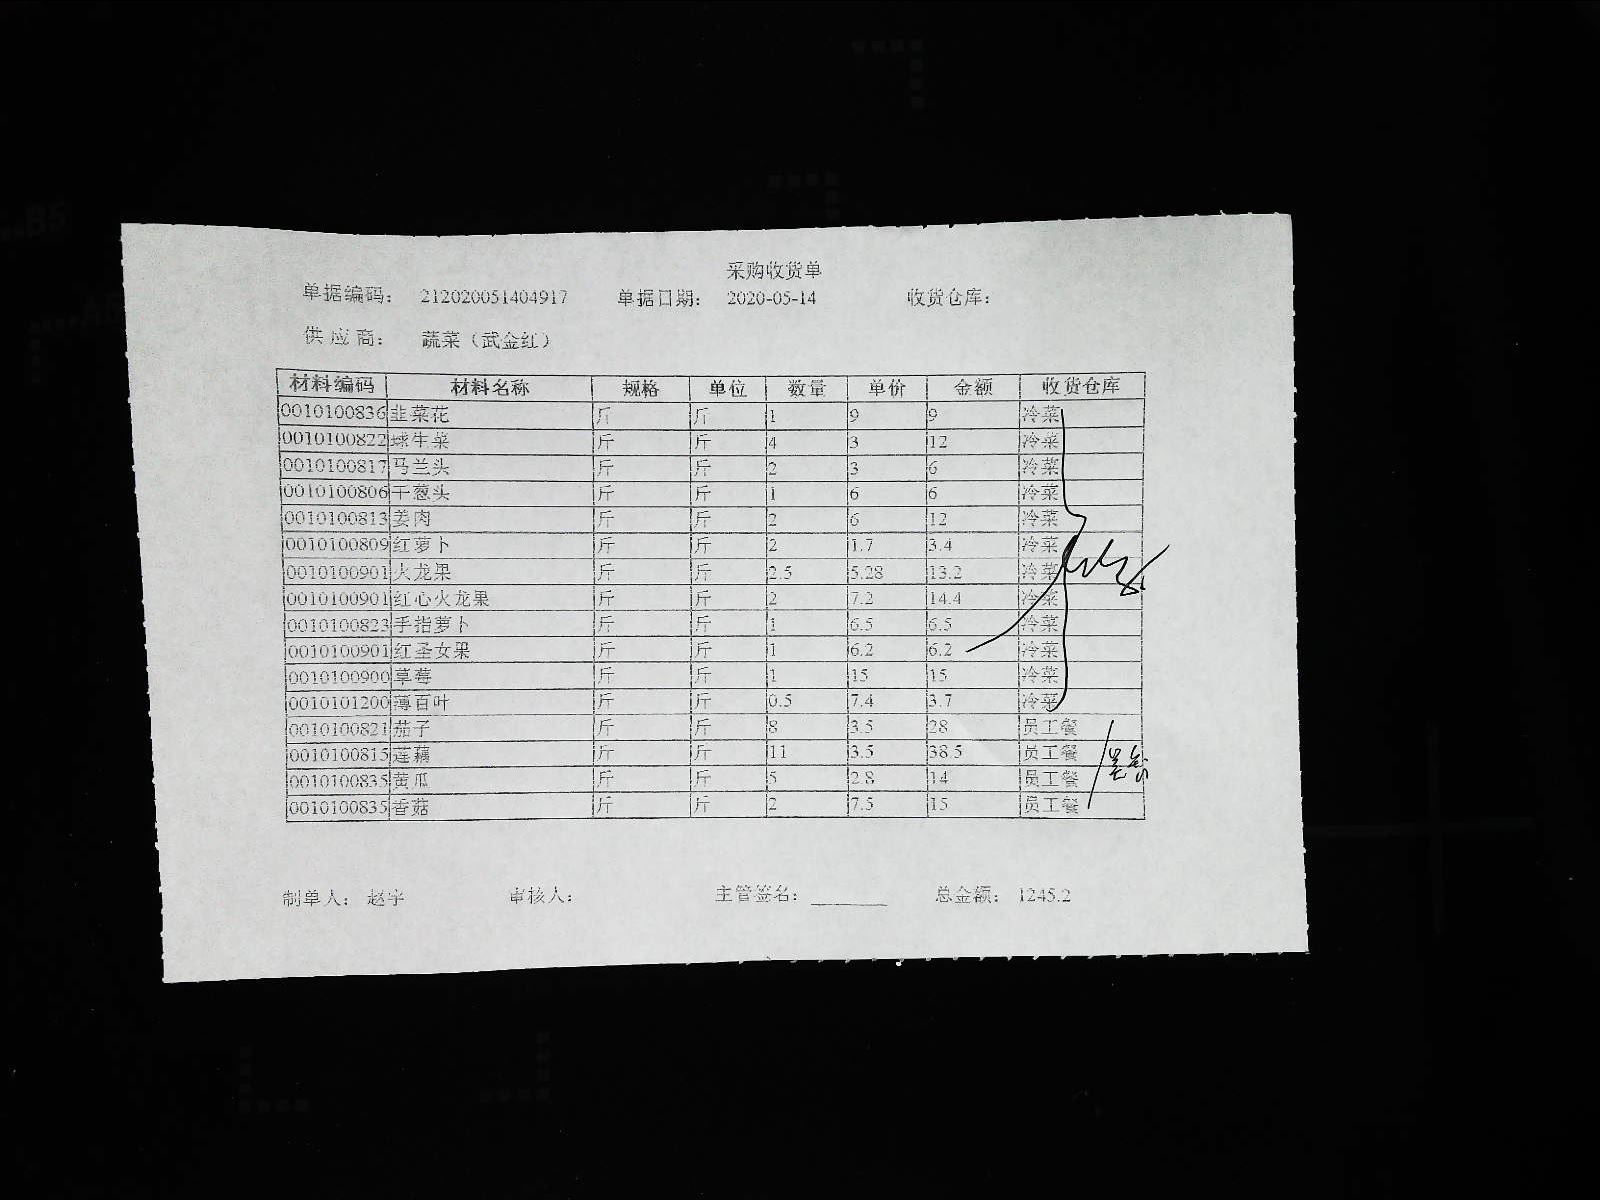 采购收货单
单据编码： 212020051404917 单据日期： 2020-05-14 收货仓库：
供 应 商： 蔬菜（武金红）
材料编码 材料名称 规格 单位 数量 单价 金额 收货仓库
0010100836 韭菜花 斤 斤 1 9 9 冷菜
0010100822 球生菜 斤 斤 4 3 12 冷菜
0010100817 马兰头 斤 斤 2 3 6 冷菜
0010100806 干葱头 斤 斤 1 6 6 冷菜
0010100813 姜肉 斤 斤 2 6 12 冷菜
0010100809 红萝卜 斤 斤 2 1.7 3.4 冷菜
0010100901 火龙果 斤 斤 2.5 5.28 13.2 冷菜
0010100901 红心火龙果 斤 斤 2 7.2 14.4 冷菜
0010100823 手指萝卜 斤 斤 1 6.5 6.5 冷菜
0010100901 红圣女果 斤 斤 1 6.2 6.2 冷菜
0010100900 草莓 斤 斤 1 15 15 冷菜
0010101200 薄百叶 斤 斤 0.5 7.4 3.7 冷菜
0010100821 茄子 斤 斤 8 3.5 28 员工餐
0010100815 莲藕 斤 斤 11 3.5 38.5 员工餐
0010100835 黄瓜 斤 斤 5 2.8 14 员工餐
0010100835 香菇 斤 斤 2 7.5 15 员工餐
制单人： 赵宇 审核人： 主管签名： 总金额： 1245.2